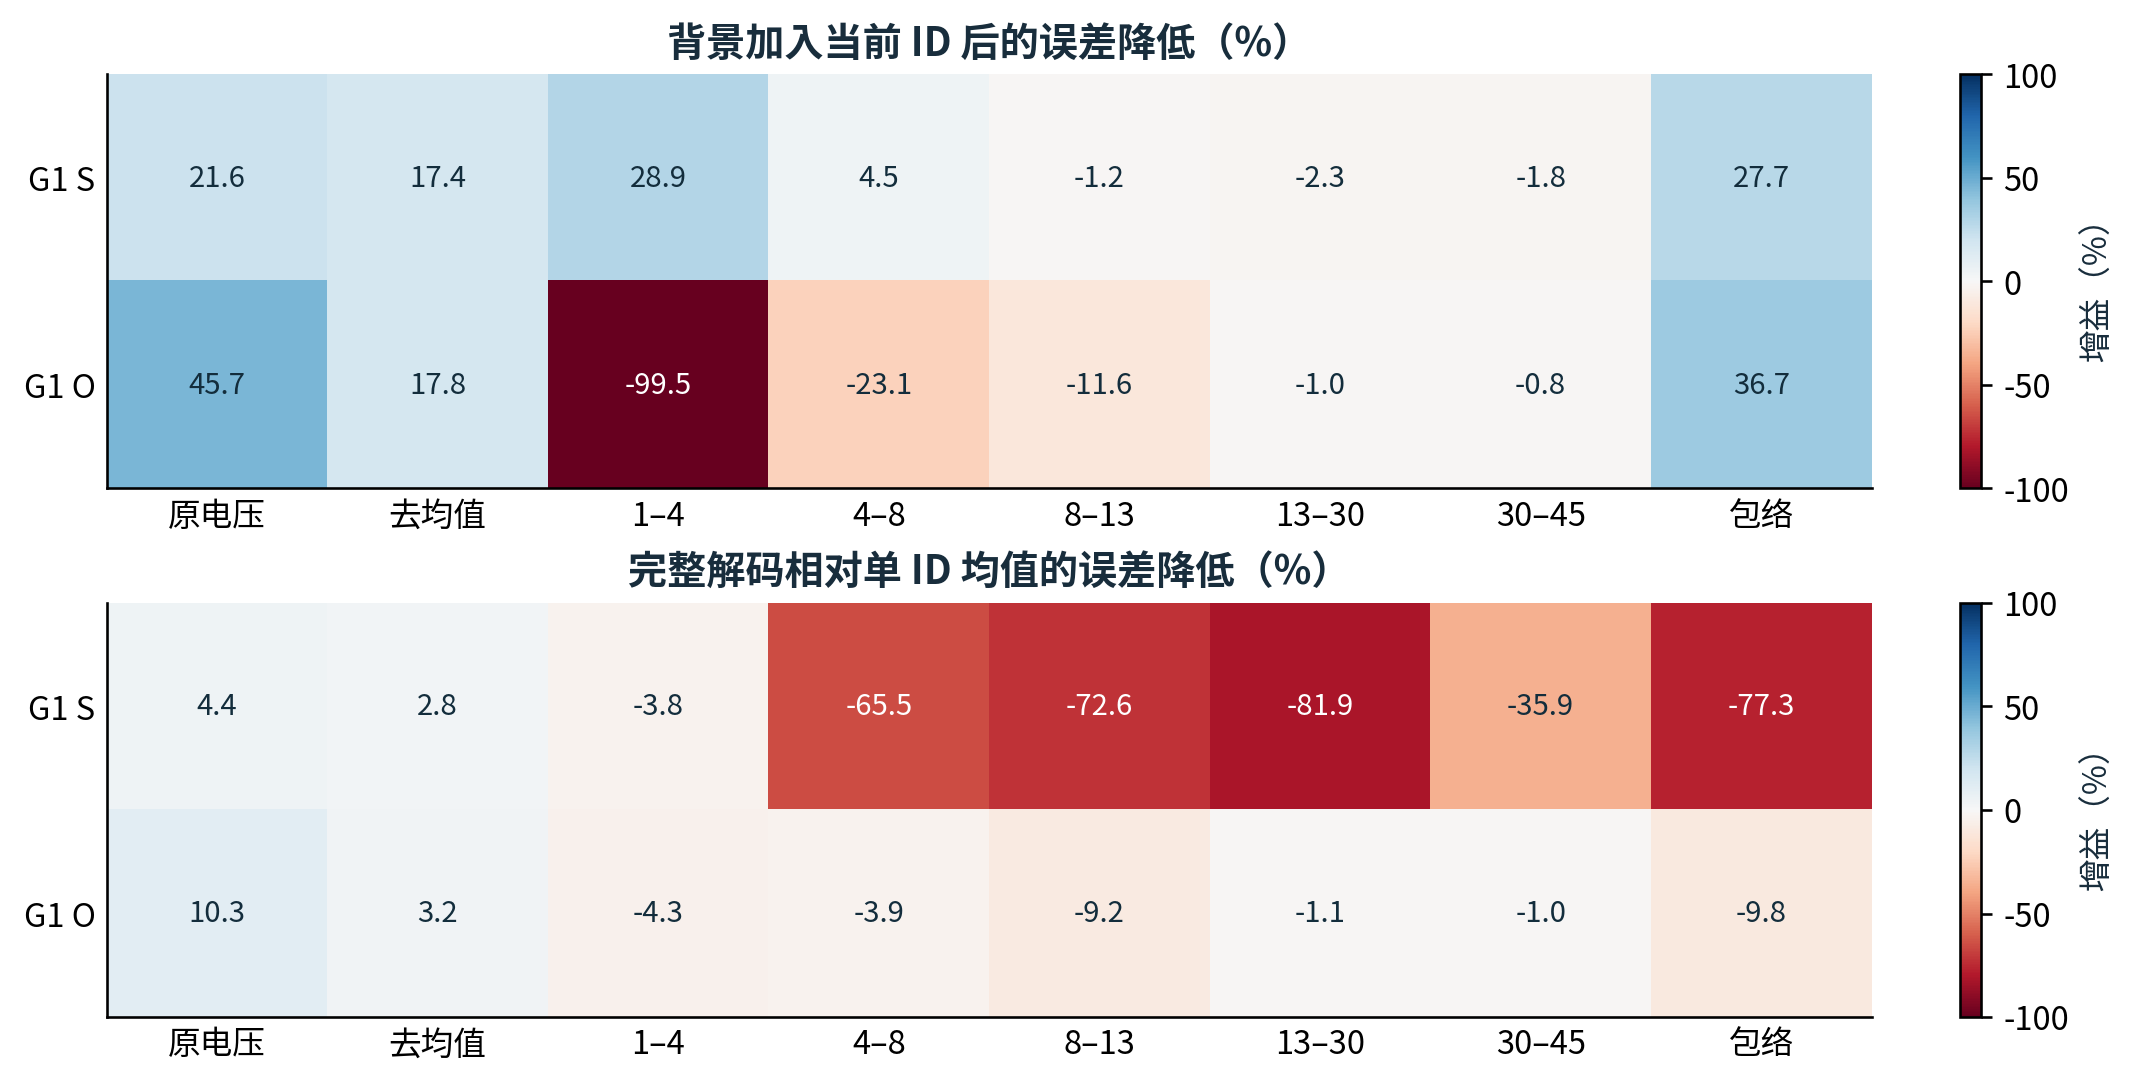 背景加入当前 ID 后的误差降低（%）
G1 S
21.6 17.4 28.9 4.5 -1.2 -2.3 -1.8 27.7
G1 O
45.7 17.8 -99.5 -23.1 -11.6 -1.0 -0.8 36.7
原电压 去均值 1–4 4–8 8–13 13–30 30–45 包络
100
50
0
-50
-100
增益（%）
完整解码相对单 ID 均值的误差降低（%）
G1 S
4.4 2.8 -3.8 -65.5 -72.6 -81.9 -35.9 -77.3
G1 O
10.3 3.2 -4.3 -3.9 -9.2 -1.1 -1.0 -9.8
原电压 去均值 1–4 4–8 8–13 13–30 30–45 包络
100
50
0
-50
-100
增益（%）